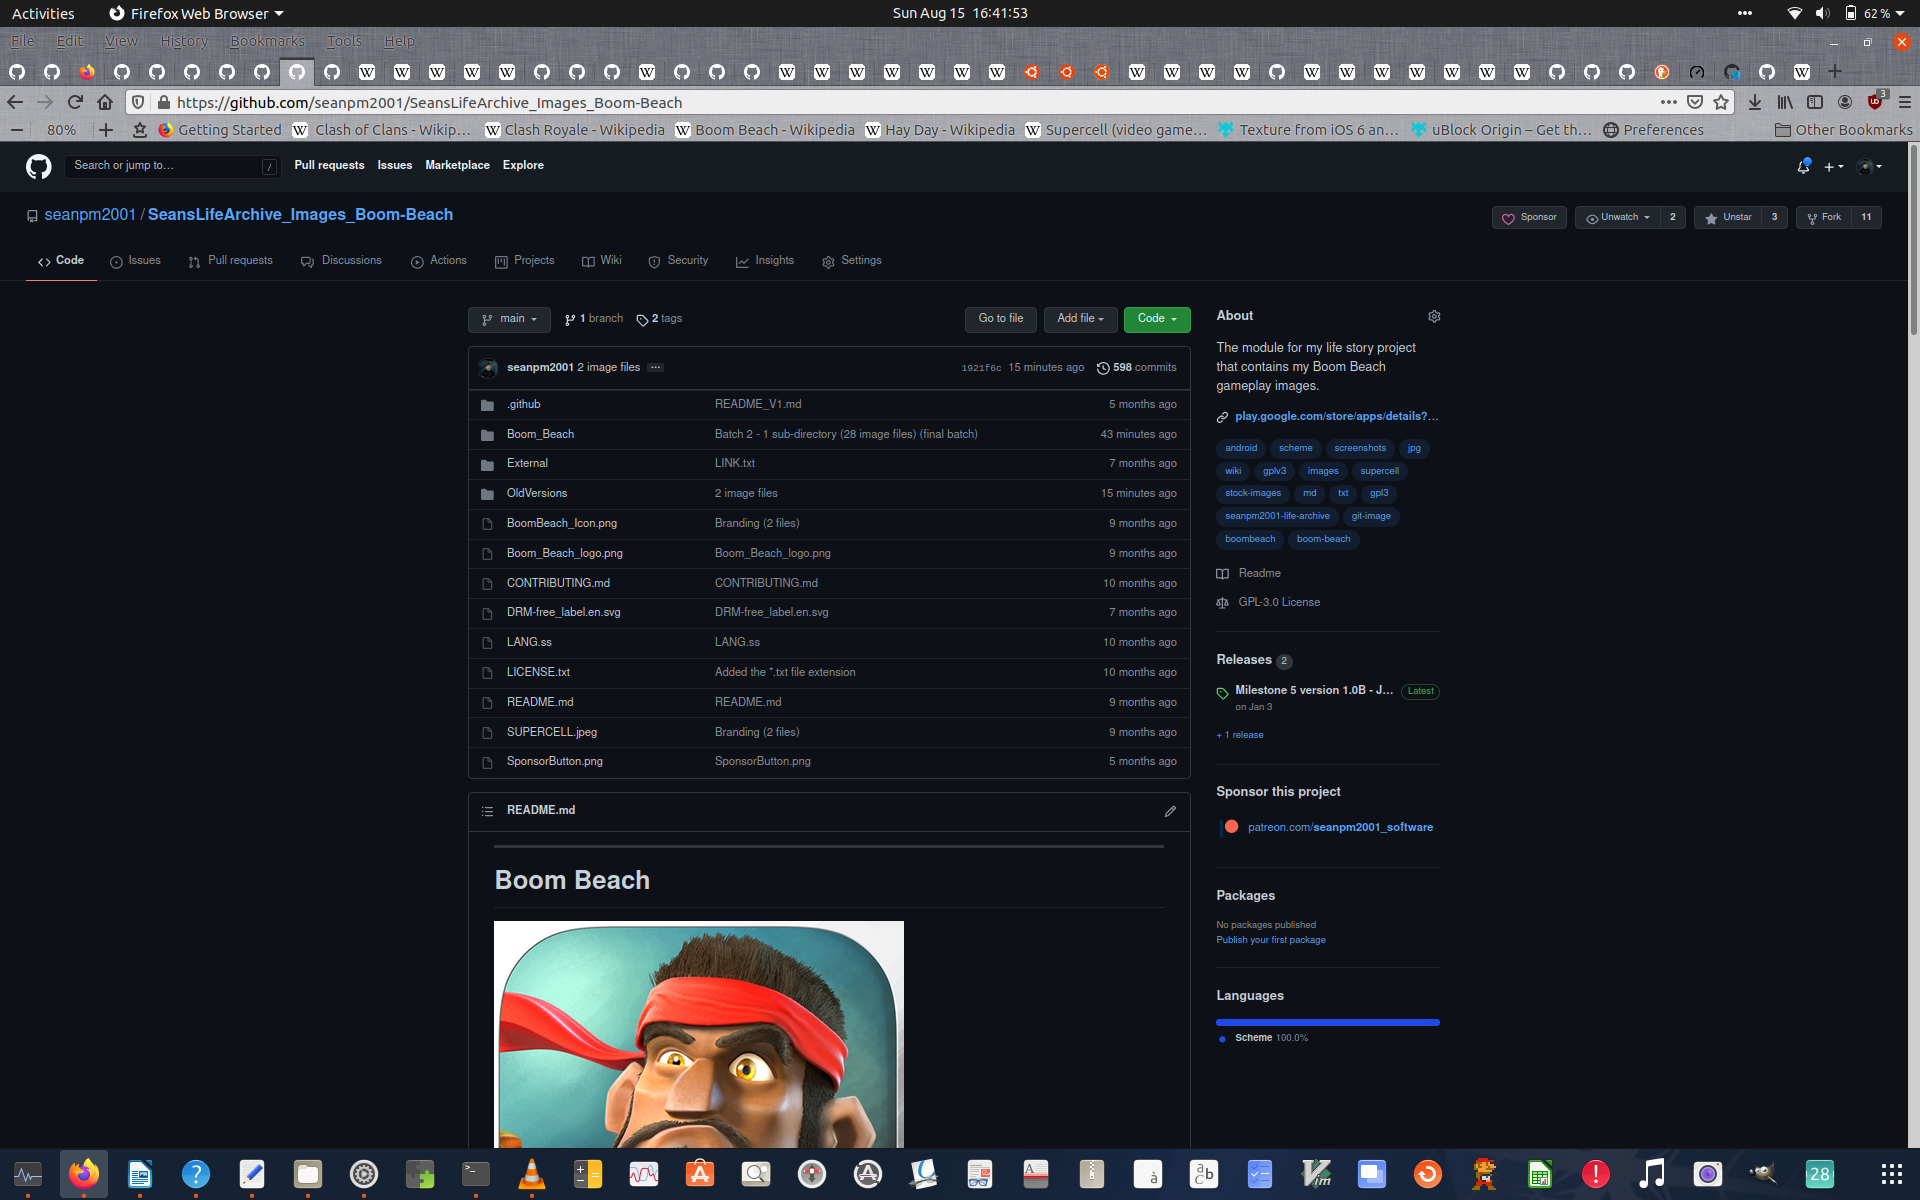 Activities Firefox Web Browser Sun Aug 15 16:41:53 62 %
File Edit View History Bookmarks Tools Help
https://github.com/seanpm2001/SeansLifeArchive_Images_Boom-Beach 3
80% Getting Started Clash of Clans - Wikip… Clash Royale - Wikipedia Boom Beach - Wikipedia Hay Day - Wikipedia Supercell (video game… Texture from iOS 6 an… uBlock Origin – Get th… Preferences Other Bookmarks
Search or jump to… / Pull requests Issues Marketplace Explore
seanpm2001 / SeansLifeArchive_Images_Boom-Beach Sponsor Unwatch 2 Unstar 3 Fork 11
Code Issues Pull requests Discussions Actions Projects Wiki Security Insights Settings
main 1 branch 2 tags Go to file Add file Code
seanpm2001 2 image files … 1921f6c 15 minutes ago 598 commits
.github README_V1.md 5 months ago
Boom_Beach Batch 2 - 1 sub-directory (28 image files) (final batch) 43 minutes ago
External LINK.txt 7 months ago
OldVersions 2 image files 15 minutes ago
BoomBeach_Icon.png Branding (2 files) 9 months ago
Boom_Beach_logo.png Boom_Beach_logo.png 9 months ago
CONTRIBUTING.md CONTRIBUTING.md 10 months ago
DRM-free_label.en.svg DRM-free_label.en.svg 7 months ago
LANG.ss LANG.ss 10 months ago
LICENSE.txt Added the *.txt file extension 10 months ago
README.md README.md 9 months ago
SUPERCELL.jpeg Branding (2 files) 9 months ago
SponsorButton.png SponsorButton.png 5 months ago
README.md
Boom Beach
About
The module for my life story project
that contains my Boom Beach
gameplay images.
play.google.com/store/apps/details?…
android scheme screenshots jpg
wiki gplv3 images supercell
stock-images md txt gpl3
seanpm2001-life-archive git-image
boombeach boom-beach
Readme
GPL-3.0 License
Releases 2
Milestone 5 version 1.0B - J… Latest
on Jan 3
+ 1 release
Sponsor this project
patreon.com/seanpm2001_software
Packages
No packages published
Publish your first package
Languages
Scheme 100.0%
28